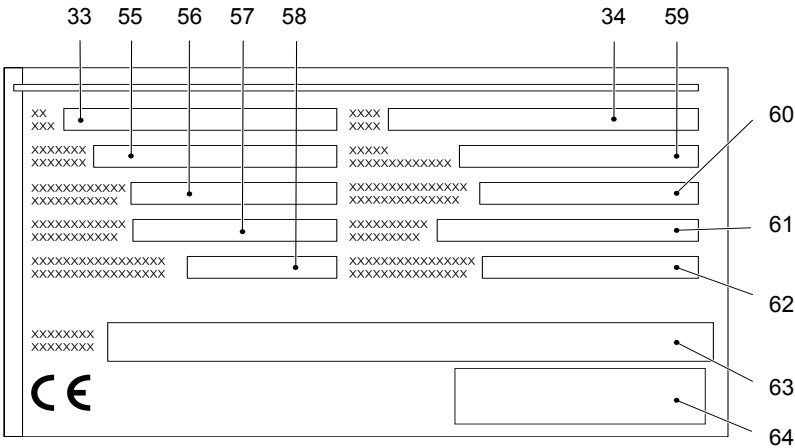 33 55 56 57 58 34 59
XX XXXX
XXX XXXX
60
XXXXXXX XXXXX
XXXXXXX XXXXXXXXXXXXX
XXXXXXXXXXXX XXXXXXXXXXXXXXX
XXXXXXXXXXX XXXXXXXXXXXXXX
XXXXXXXXXXXX XXXXXXXXXX
XXXXXXXXXXX XXXXXXXXX
61
XXXXXXXXXXXXXXXXX XXXXXXXXXXXXXXXX
XXXXXXXXXXXXXXXXX XXXXXXXXXXXXXXX
62
XXXXXXXX
XXXXXXXX
63
CE
64